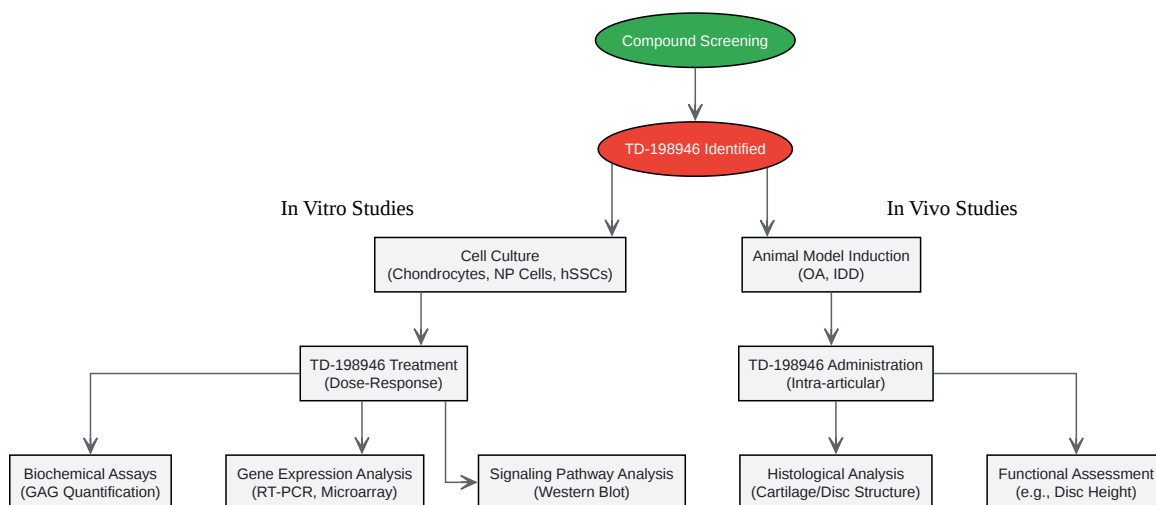 Compound Screening
TD-198946 Identified
In Vitro Studies
In Vivo Studies
Cell Culture
(Chondrocytes, NP Cells, hSSCs)
Animal Model Induction
(OA, IDD)
TD-198946 Treatment
(Dose-Response)
TD-198946 Administration
(Intra-articular)
Biochemical Assays
(GAG Quantification)
Gene Expression Analysis
(RT-PCR, Microarray)
Signaling Pathway Analysis
(Western Blot)
Histological Analysis
(Cartilage/Disc Structure)
Functional Assessment
(e.g., Disc Height)